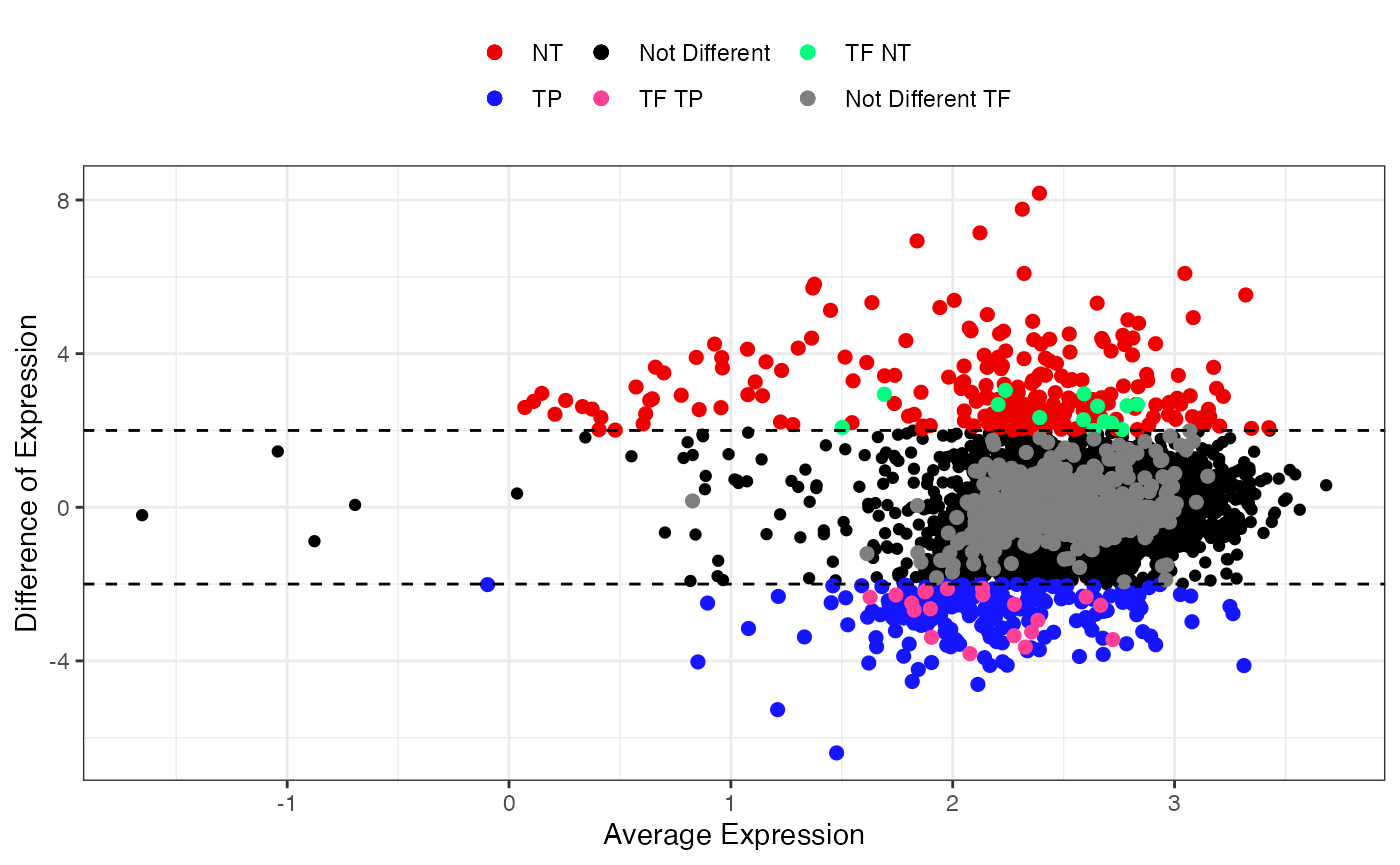 NT Not Different TF NT
TP TF TP Not Different TF
8
4
0
-4
Difference of Expression
-1 0 1 2 3
Average Expression